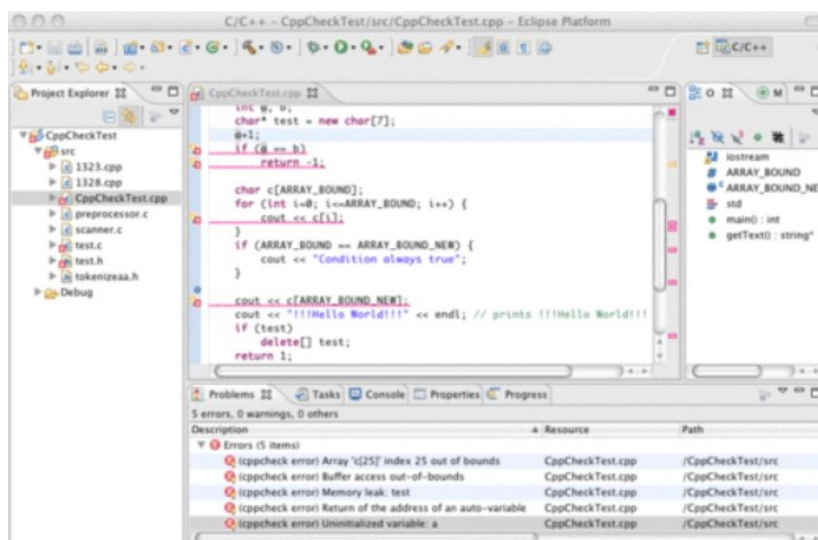 C/C++ - CppCheckTest/src/CppCheckTest.cpp - Eclipse Platform
C/C++
Project Explorer
CppCheckTest
src
1323.cpp
1328.cpp
CppCheckTest.cpp
preprocessor.c
scanner.c
test.c
test.h
tokenizeaa.h
Debug
CppCheckTest.cpp
int a, b;
char* test = new char[7];
a+1;
if (a == b)
return -1;
char c[ARRAY_BOUND];
for (int i=0; i<=ARRAY_BOUND; i++) {
cout << c[i];
}
if (ARRAY_BOUND == ARRAY_BOUND_NEW) {
cout << "Condition always true";
}
cout << c[ARRAY_BOUND_NEW];
cout << "!!!Hello World!!!" << endl; // prints !!!Hello World!!!
if (test)
delete[] test;
return 1;
O M
iostream
ARRAY_BOUND
ARRAY_BOUND_NE
std
main() : int
getText() : string*
Problems Tasks Console Properties Progress
5 errors, 0 warnings, 0 others
Description Resource Path
Errors (5 items)
(cppcheck error) Array 'c[25]' index 25 out of bounds CppCheckTest.cpp /CppCheckTest/src
(cppcheck error) Buffer access out-of-bounds CppCheckTest.cpp /CppCheckTest/src
(cppcheck error) Memory leak: test CppCheckTest.cpp /CppCheckTest/src
(cppcheck error) Return of the address of an auto-variable CppCheckTest.cpp /CppCheckTest/src
(cppcheck error) Uninitialized variable: a CppCheckTest.cpp /CppCheckTest/src